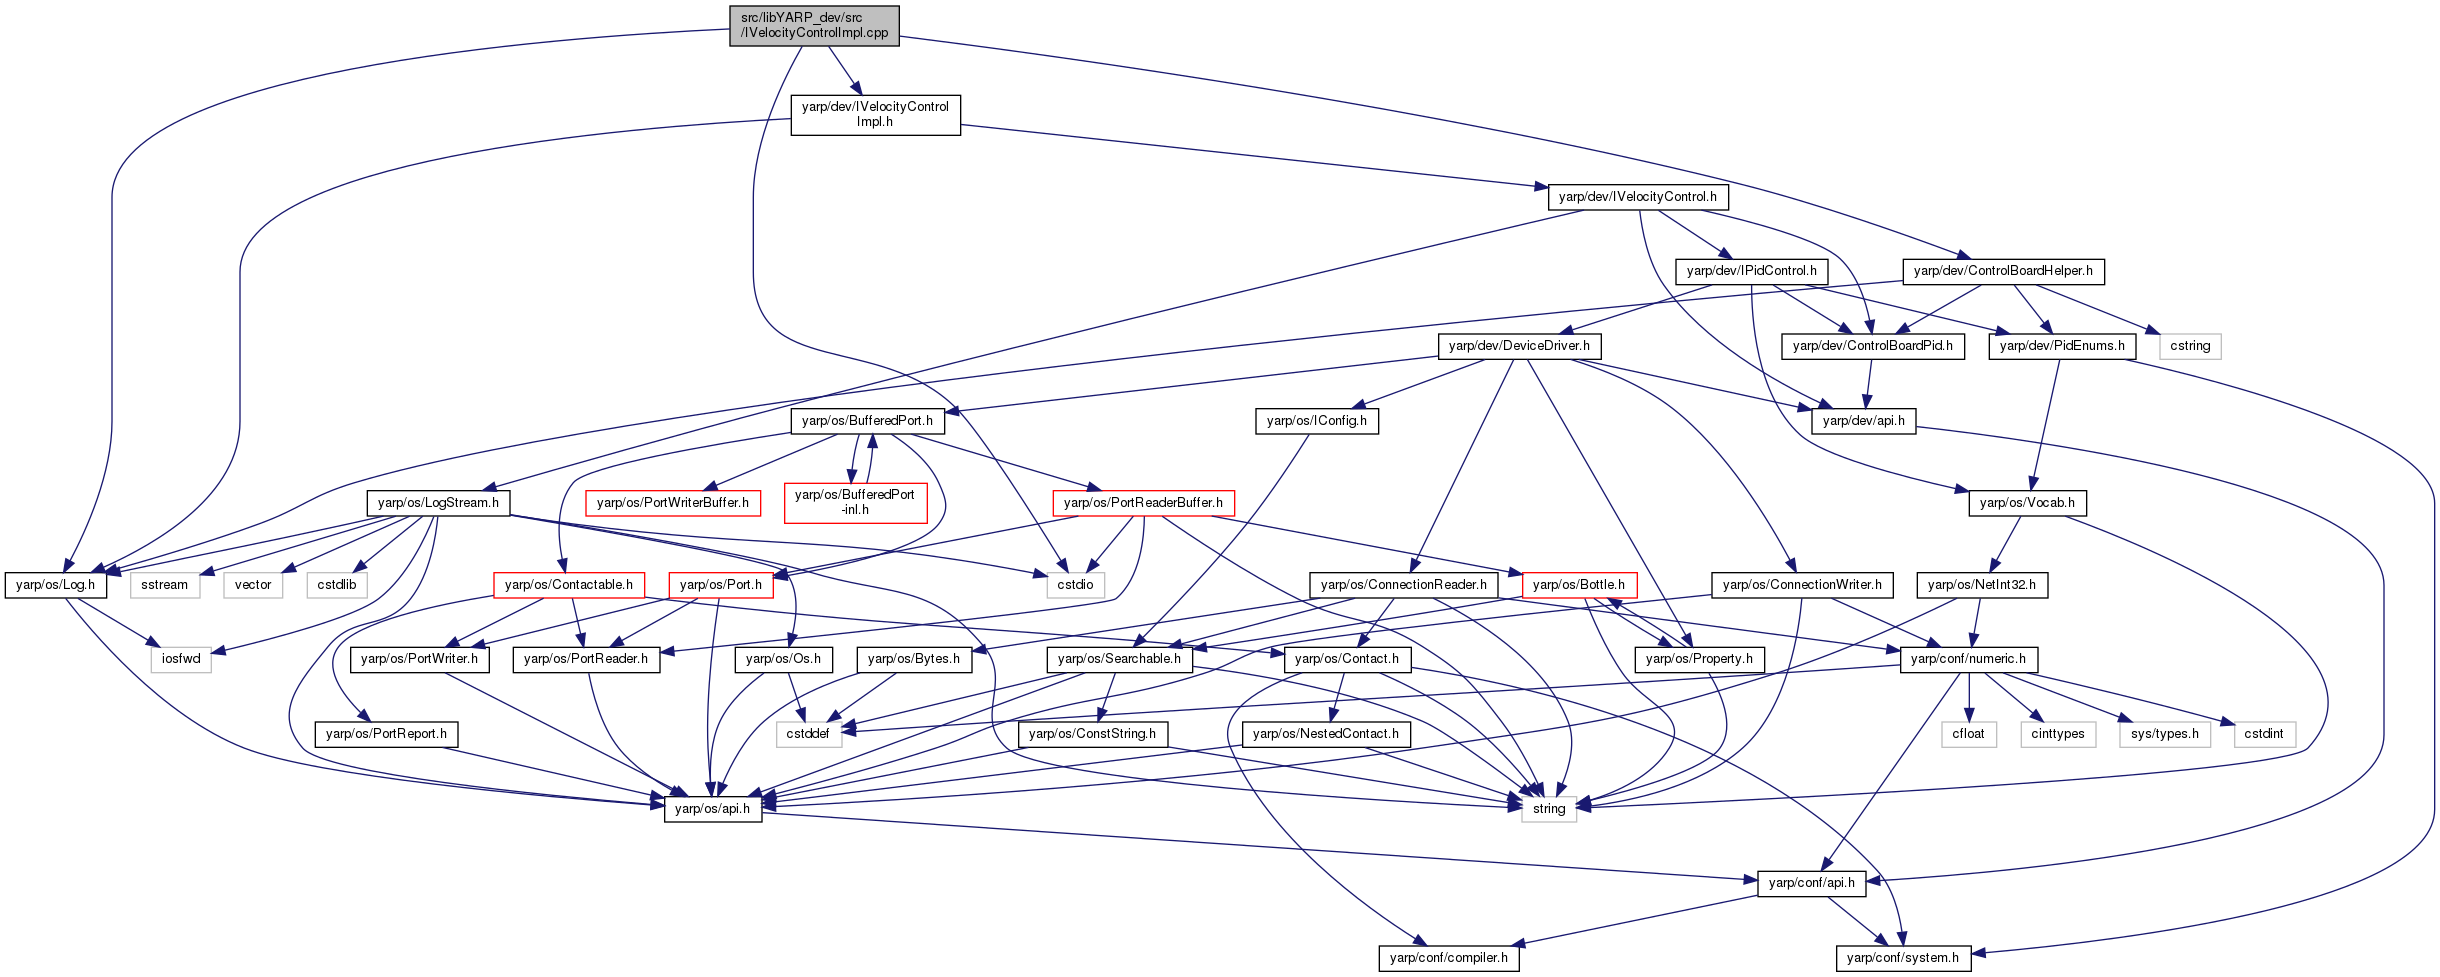 src/libYARP_dev/src
/IVelocityControlImpl.cpp
yarp/dev/IVelocityControl
Impl.h
yarp/dev/IVelocityControl.h
yarp/dev/IPidControl.h
yarp/dev/ControlBoardHelper.h
yarp/dev/DeviceDriver.h
yarp/dev/ControlBoardPid.h
yarp/dev/PidEnums.h
cstring
yarp/os/BufferedPort.h
yarp/os/IConfig.h
yarp/dev/api.h
yarp/os/LogStream.h
yarp/os/PortWriterBuffer.h
yarp/os/BufferedPort
-inl.h
yarp/os/PortReaderBuffer.h
yarp/os/Vocab.h
yarp/os/Log.h
sstream
vector
cstdlib
yarp/os/Contactable.h
yarp/os/Port.h
cstdio
yarp/os/ConnectionReader.h
yarp/os/Bottle.h
yarp/os/ConnectionWriter.h
yarp/os/NetInt32.h
iosfwd
yarp/os/PortWriter.h
yarp/os/PortReader.h
yarp/os/Os.h
yarp/os/Bytes.h
yarp/os/Searchable.h
yarp/os/Contact.h
yarp/os/Property.h
yarp/conf/numeric.h
yarp/os/PortReport.h
cstddef
yarp/os/ConstString.h
yarp/os/NestedContact.h
cfloat
cinttypes
sys/types.h
cstdint
yarp/os/api.h
string
yarp/conf/api.h
yarp/conf/compiler.h
yarp/conf/system.h